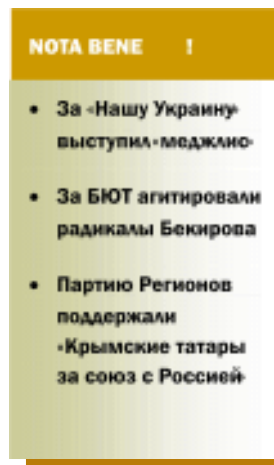 NOTA BENE !
• За «Нашу Украину»
выступил «меджлис»
• За БЮТ агитировали
радикалы Бекирова
• Партию Регионов
поддержали
«Крымские татары
за союз с Россией»